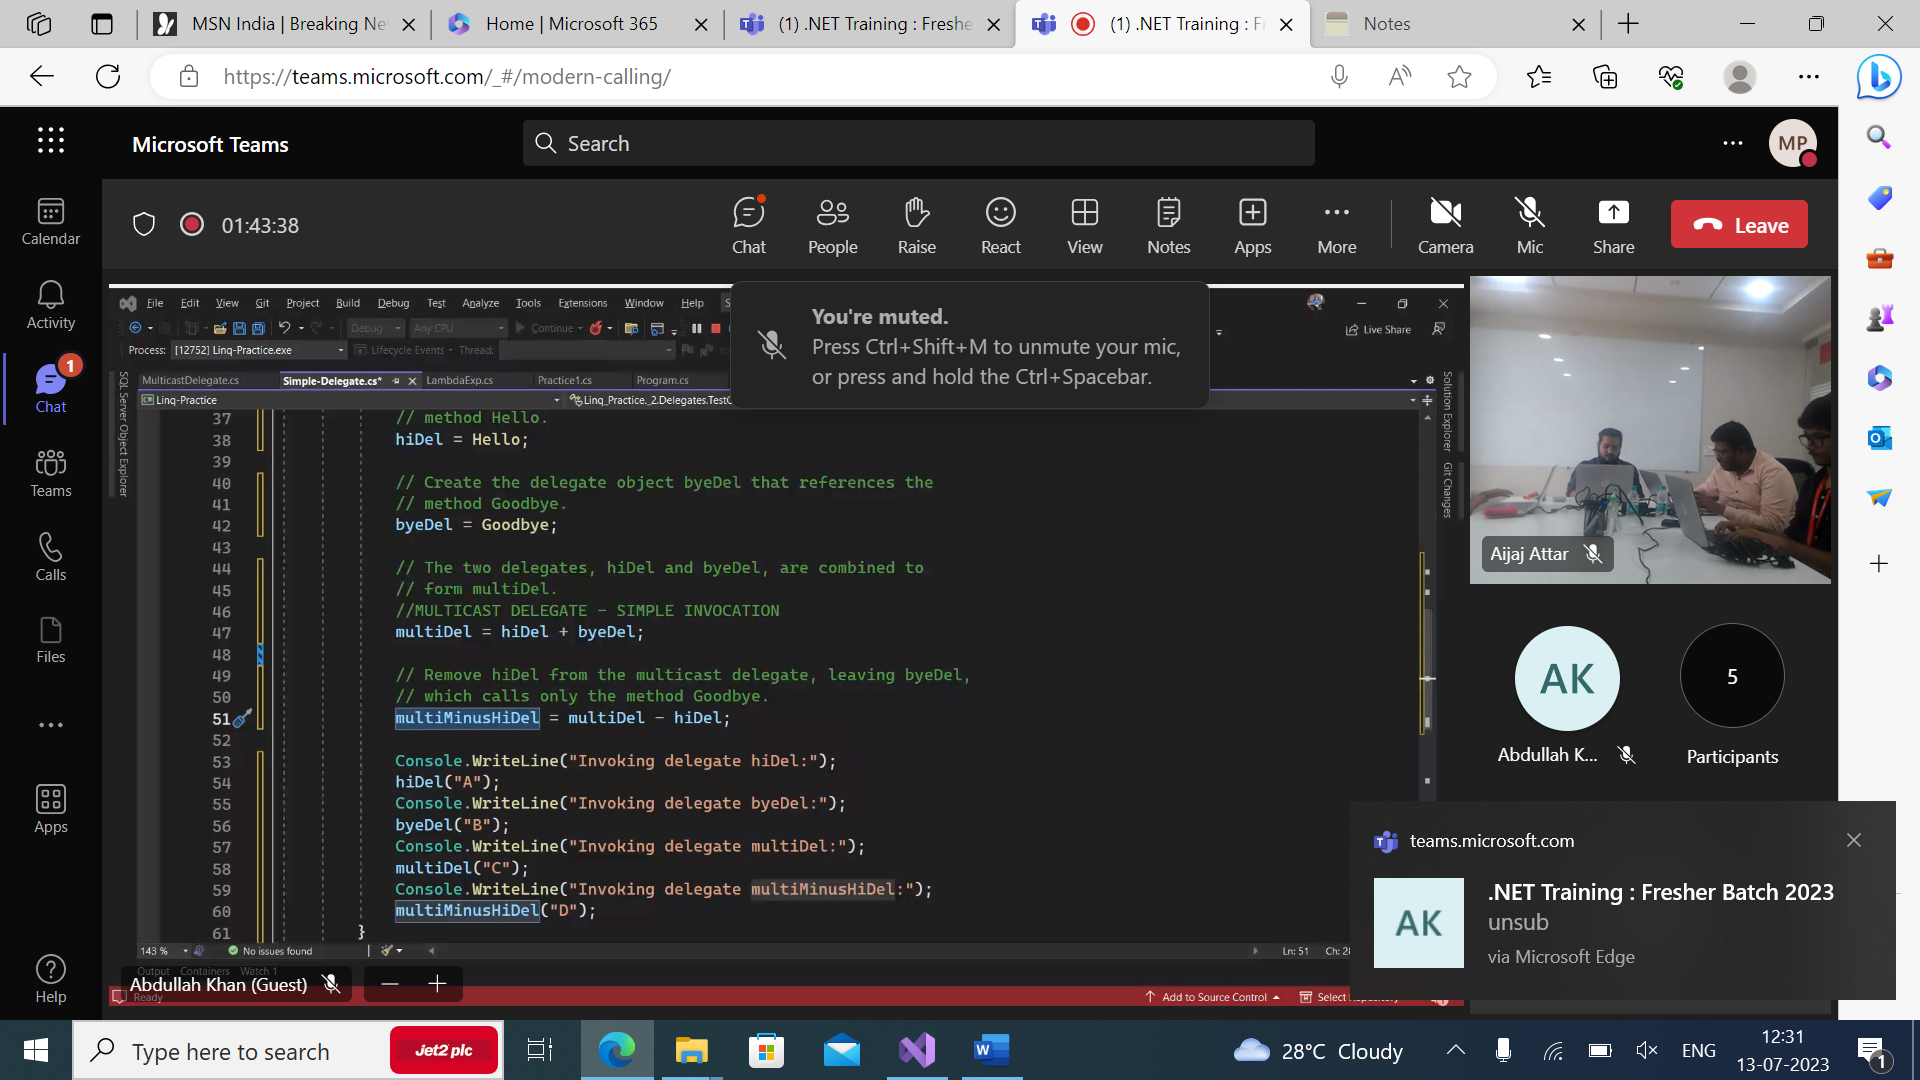 MSN India | Breaking Ne
Home | Microsoft 365
(1) .NET Training : Freshe
(1) .NET Training : Fr
Notes
https://teams.microsoft.com/_#/modern-calling/
Microsoft Teams
Search
MP
Calendar
Activity
1
Chat
Teams
Calls
Files
Apps
Help
01:43:38
Chat
People
Raise
React
View
Notes
Apps
More
Camera
Mic
Share
Leave
File Edit View Git Project Build Debug Test Analyze Tools Extensions Window Help
Debug Any CPU Continue
Live Share
Process: [12752] Linq-Practice.exe Lifecycle Events Thread:
You're muted.
Press Ctrl+Shift+M to unmute your mic,
or press and hold the Ctrl+Spacebar.
SQL Server Object Explorer
MulticastDelegate.cs Simple-Delegate.cs* LambdaExp.cs Practice1.cs Program.cs
Linq-Practice Linq_Practice._2.Delegates.TestC
Solution Explorer
Git Changes
37 // method Hello.
38 hiDel = Hello;
39
40 // Create the delegate object byeDel that references the
41 // method Goodbye.
42 byeDel = Goodbye;
43
44 // The two delegates, hiDel and byeDel, are combined to
45 // form multiDel.
46 //MULTICAST DELEGATE - SIMPLE INVOCATION
47 multiDel = hiDel + byeDel;
48
49 // Remove hiDel from the multicast delegate, leaving byeDel,
50 // which calls only the method Goodbye.
51 multiMinusHiDel = multiDel - hiDel;
52
53 Console.WriteLine("Invoking delegate hiDel:");
54 hiDel("A");
55 Console.WriteLine("Invoking delegate byeDel:");
56 byeDel("B");
57 Console.WriteLine("Invoking delegate multiDel:");
58 multiDel("C");
59 Console.WriteLine("Invoking delegate multiMinusHiDel:");
60 multiMinusHiDel("D");
61 }
143 % No issues found Ln: 51 Ch: 28
Output Containers Watch 1
Abdullah Khan (Guest)
Ready
Add to Source Control Select Repository
Aijaj Attar
AK
Abdullah K...
5
Participants
teams.microsoft.com
AK
.NET Training : Fresher Batch 2023
unsub
via Microsoft Edge
Type here to search
Jet2 plc
28°C Cloudy
ENG
12:31
13-07-2023
1